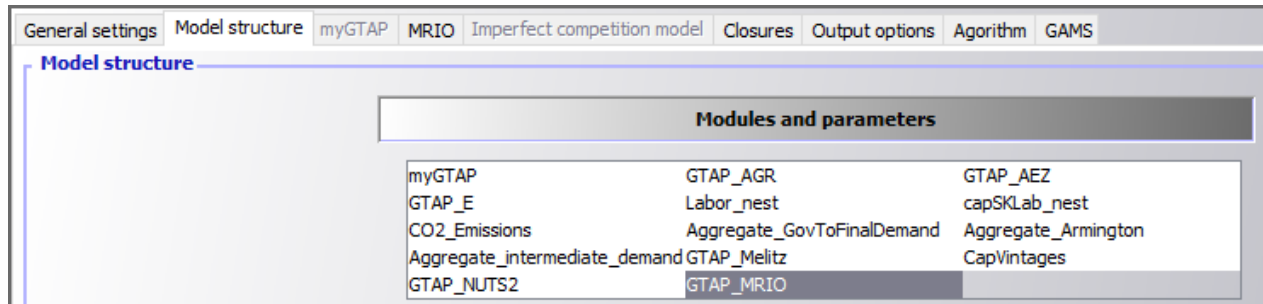 General settings Model structure myGTAP MRIO Imperfect competition model Closures Output options Agorithm GAMS
Model structure
Modules and parameters
myGTAP GTAP_AGR GTAP_AEZ
GTAP_E Labor_nest capSKLab_nest
CO2_Emissions Aggregate_GovToFinalDemand Aggregate_Armington
Aggregate_intermediate_demand GTAP_Melitz CapVintages
GTAP_NUTS2 GTAP_MRIO